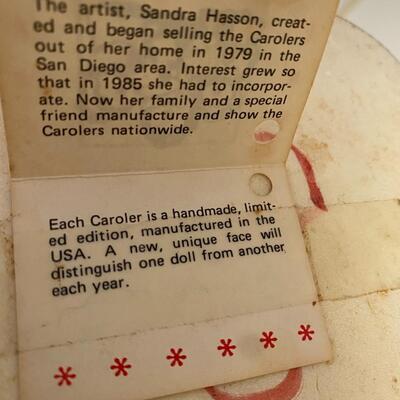 The artist, Sandra Hasson, creat-
ed and began selling the Carolers
out of her home in 1979 in the
San Diego area. Interest grew so
that in 1985 she had to incorpor-
ate. Now her family and a special
friend manufacture and show the
Carolers nationwide.
Each Caroler is a handmade, limit-
ed edition, manufactured in the
USA. A new, unique face will
distinguish one doll from another
each year.
* * * * * *